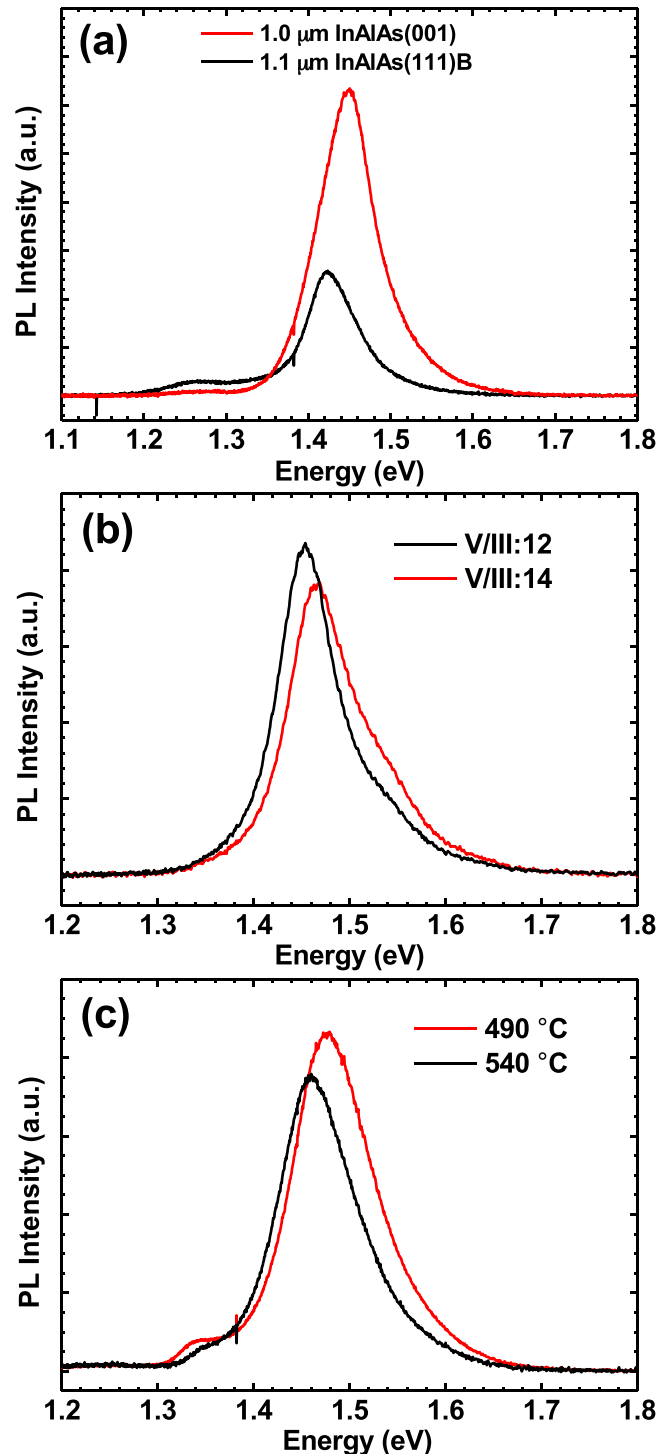 (a)
1.0 μm InAlAs(001)
1.1 μm InAlAs(111)B
PL Intensity (a.u.)
1.1 1.2 1.3 1.4 1.5 1.6 1.7 1.8
Energy (eV)
(b)
V/III:12
V/III:14
PL Intensity (a.u.)
1.2 1.3 1.4 1.5 1.6 1.7 1.8
Energy (eV)
(c)
490 °C
540 °C
PL Intensity (a.u.)
1.2 1.3 1.4 1.5 1.6 1.7 1.8
Energy (eV)